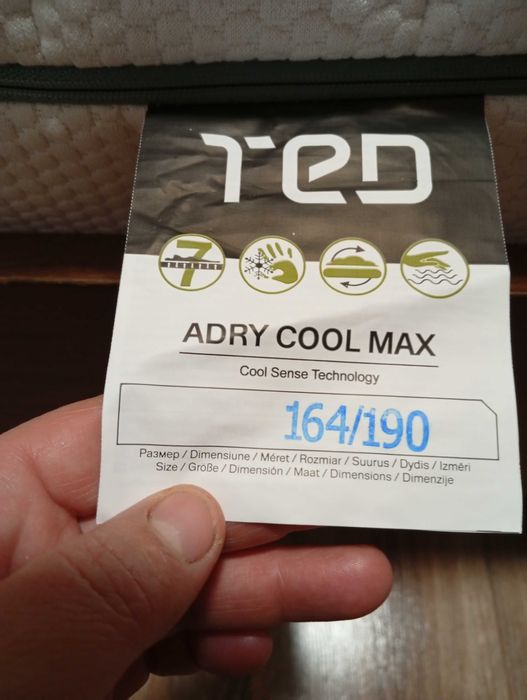 TED
7
ADRY COOL MAX
Cool Sense Technology
164/190
Размер / Dimensiune / Méret / Rozmiar / Suurus / Dydis / Izmēri
Size / Größe / Dimensión / Maat / Dimensions / Dimenzije